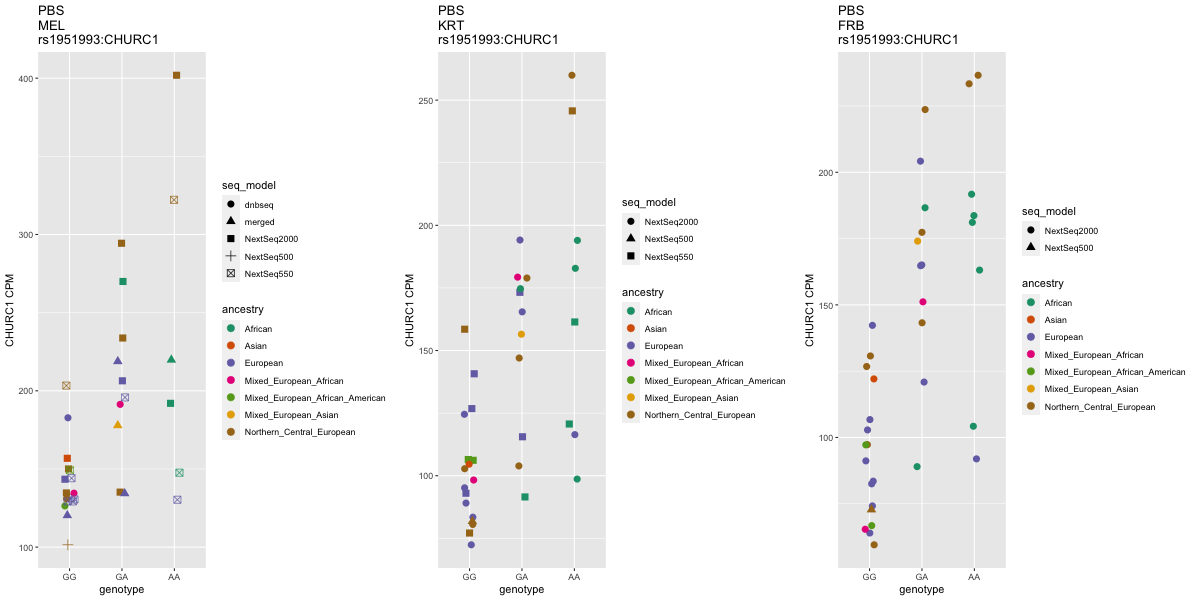 PBS
MEL
rs1951993:CHURC1
CHURC1 CPM
400
300
200
100
GG
GA
AA
genotype
seq_model
dnbseq
merged
NextSeq2000
NextSeq500
NextSeq550
ancestry
African
Asian
European
Mixed_European_African
Mixed_European_African_American
Mixed_European_Asian
Northern_Central_European
PBS
KRT
rs1951993:CHURC1
CHURC1 CPM
250
200
150
100
GG
GA
AA
genotype
seq_model
NextSeq2000
NextSeq500
NextSeq550
ancestry
African
Asian
European
Mixed_European_African
Mixed_European_African_American
Mixed_European_Asian
Northern_Central_European
PBS
FRB
rs1951993:CHURC1
CHURC1 CPM
200
150
100
GG
GA
AA
genotype
seq_model
NextSeq2000
NextSeq500
ancestry
African
Asian
European
Mixed_European_African
Mixed_European_African_American
Mixed_European_Asian
Northern_Central_European